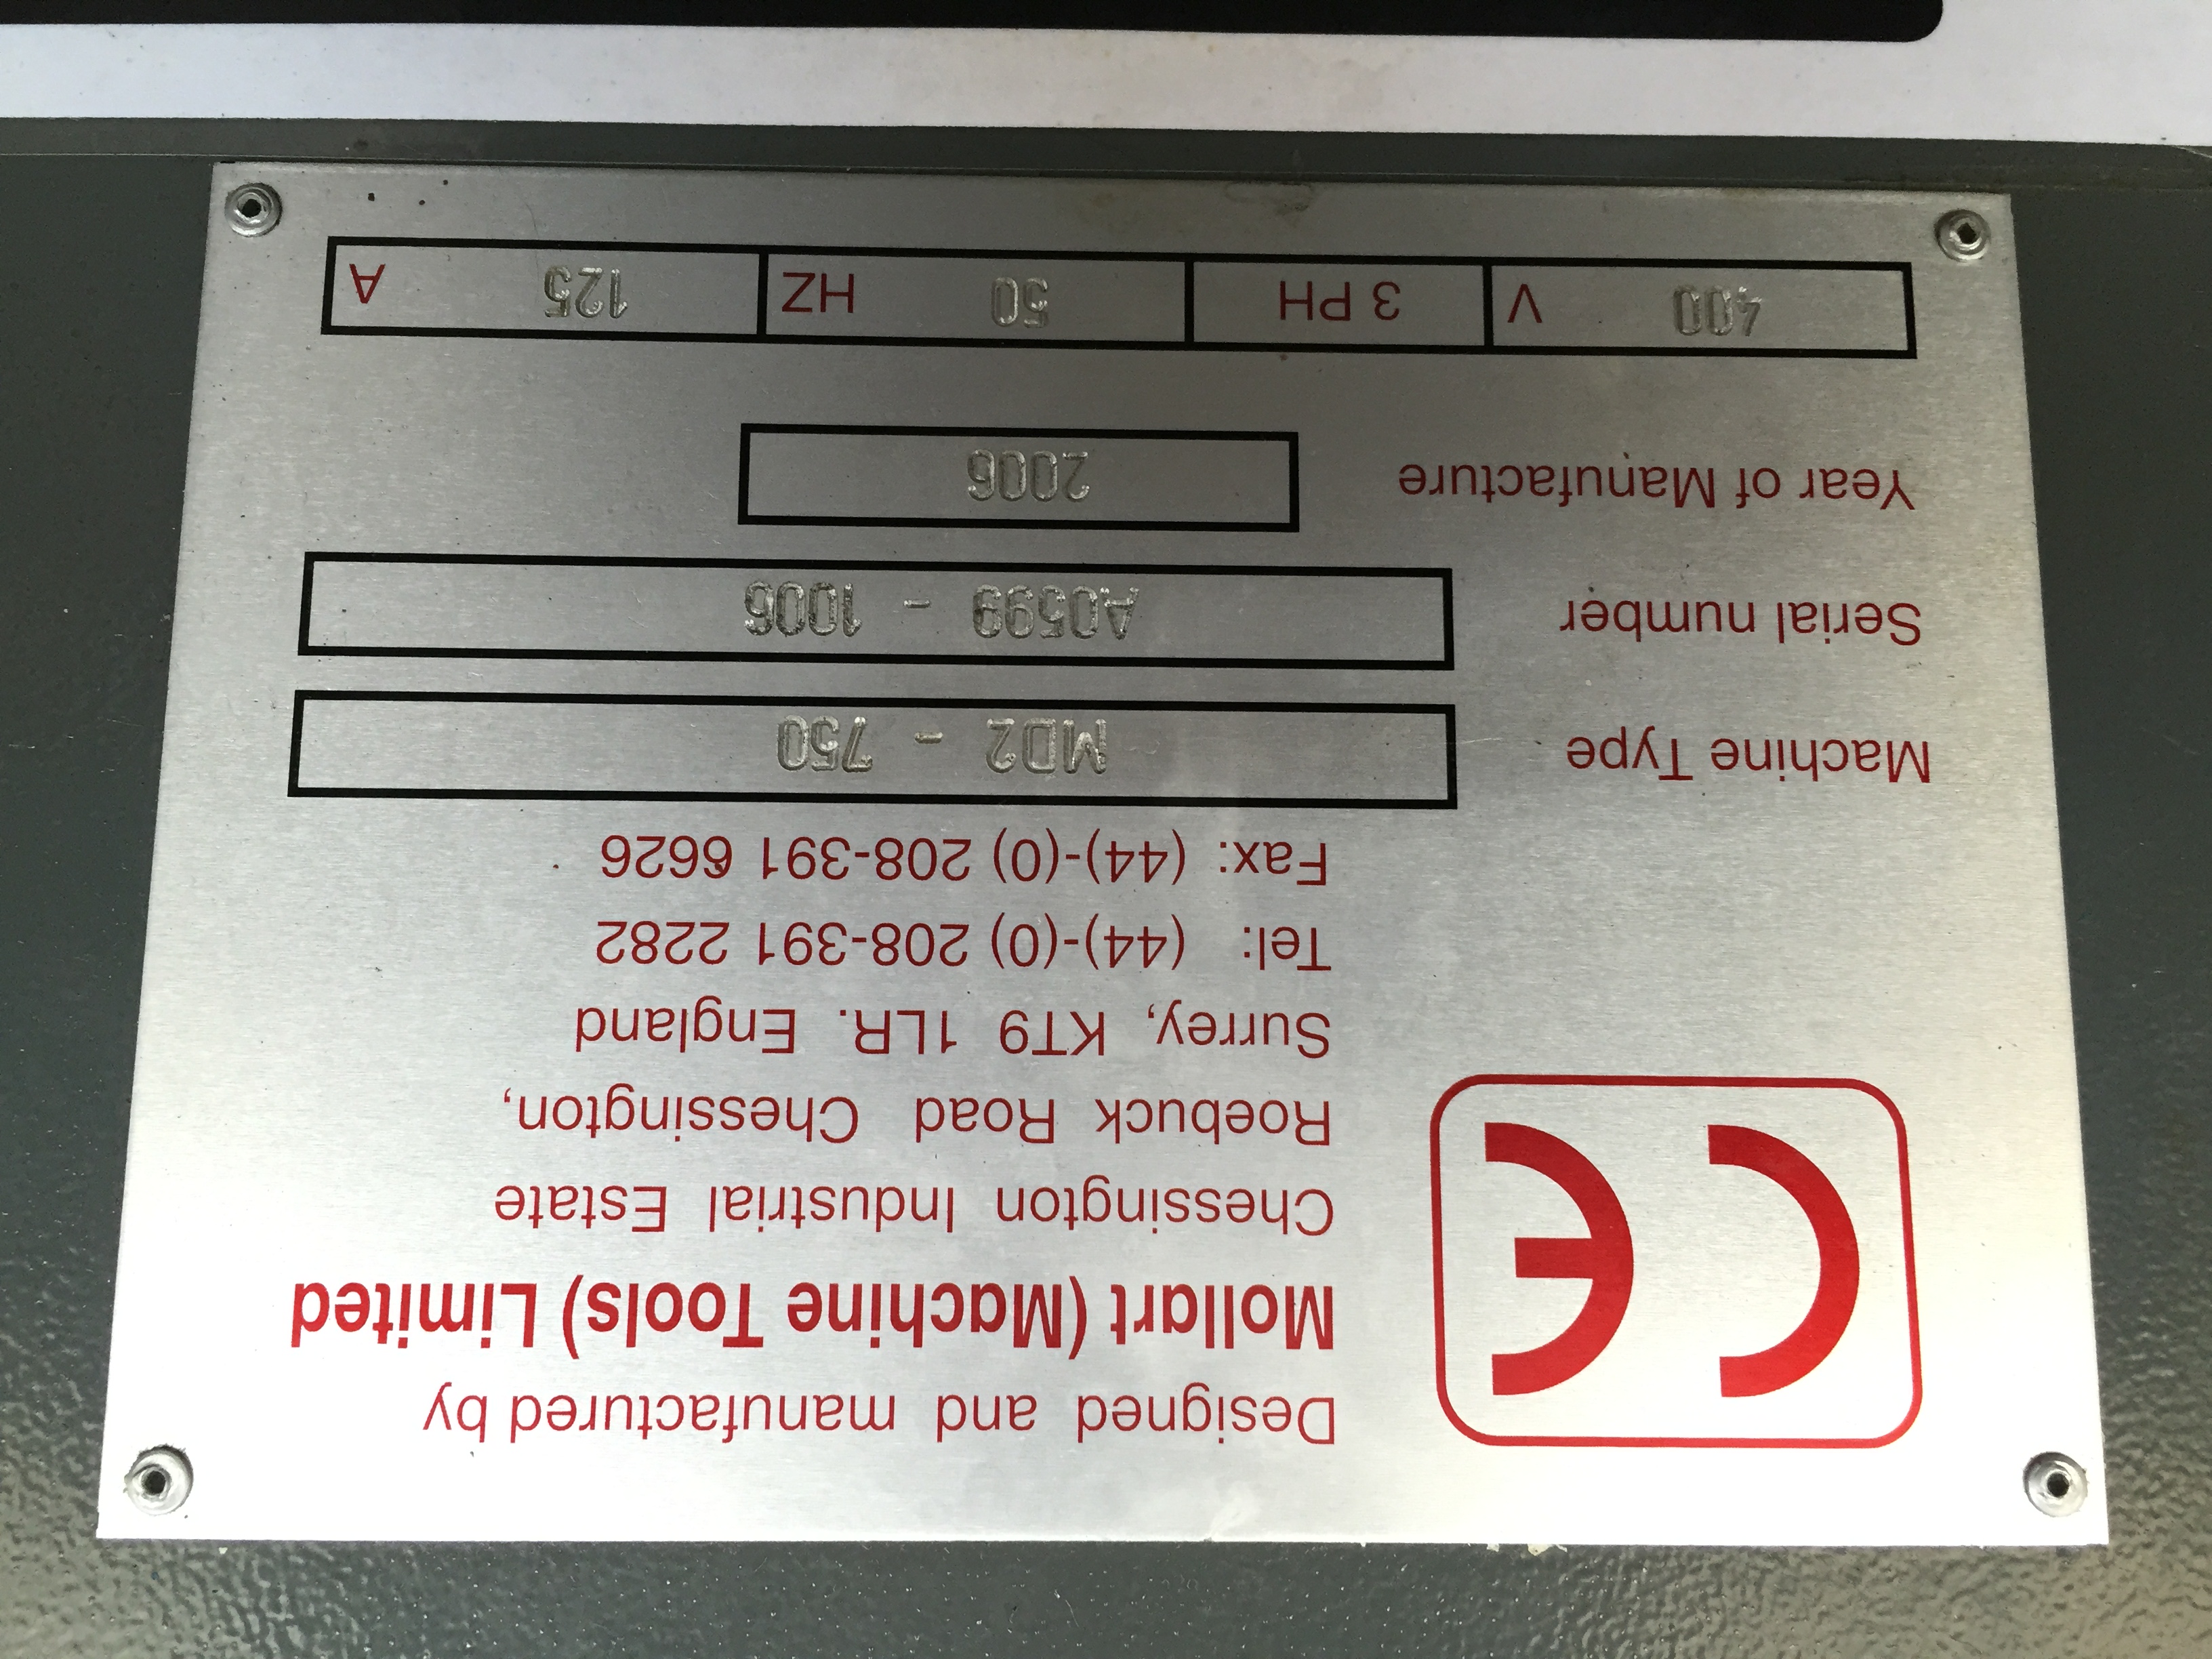 CE
Designed and manufactured by
Mollart (Machine Tools) Limited
Chessington Industrial Estate
Roebuck Road Chessington,
Surrey, KT9 1LR. England
Tel: (44)-(0) 208-391 2282
Fax: (44)-(0) 208-391 6626
Machine Type MD2 - 750
Serial number A0599 - 1006
Year of Manufacture 2006
400 V 3 PH 50 HZ 125 A